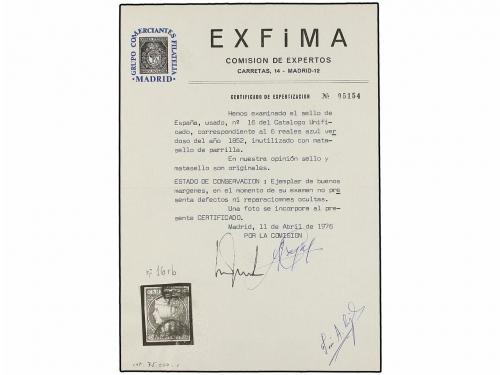 GRUPO COMERCIANTES FILATELIA
MADRID
EXFiMA
COMISION DE EXPERTOS
CARRETAS, 14 - MADRID-12
CERTIFICADO DE EXPERTIZACION Nº 05154
Hemos examinado el sello de
España, usado, nº 16 del Catalogo Unifi-
cado, correspondiente al 6 reales azul ver
doso del año 1852, inutilizado con mata-
sello de parrilla.
En nuestra opinión sello y
matasello son originales.
ESTADO DE CONSERVACION : Ejemplar de buenos
margenes, en el momento de su examen no pre
senta defectos ni reparaciomnes ocultas.
Una foto se incorpora al pre-
sente CERTIFICADO.
Madrid, 11 de Abril de 1976
POR LA COMISION :
nº 16 rb